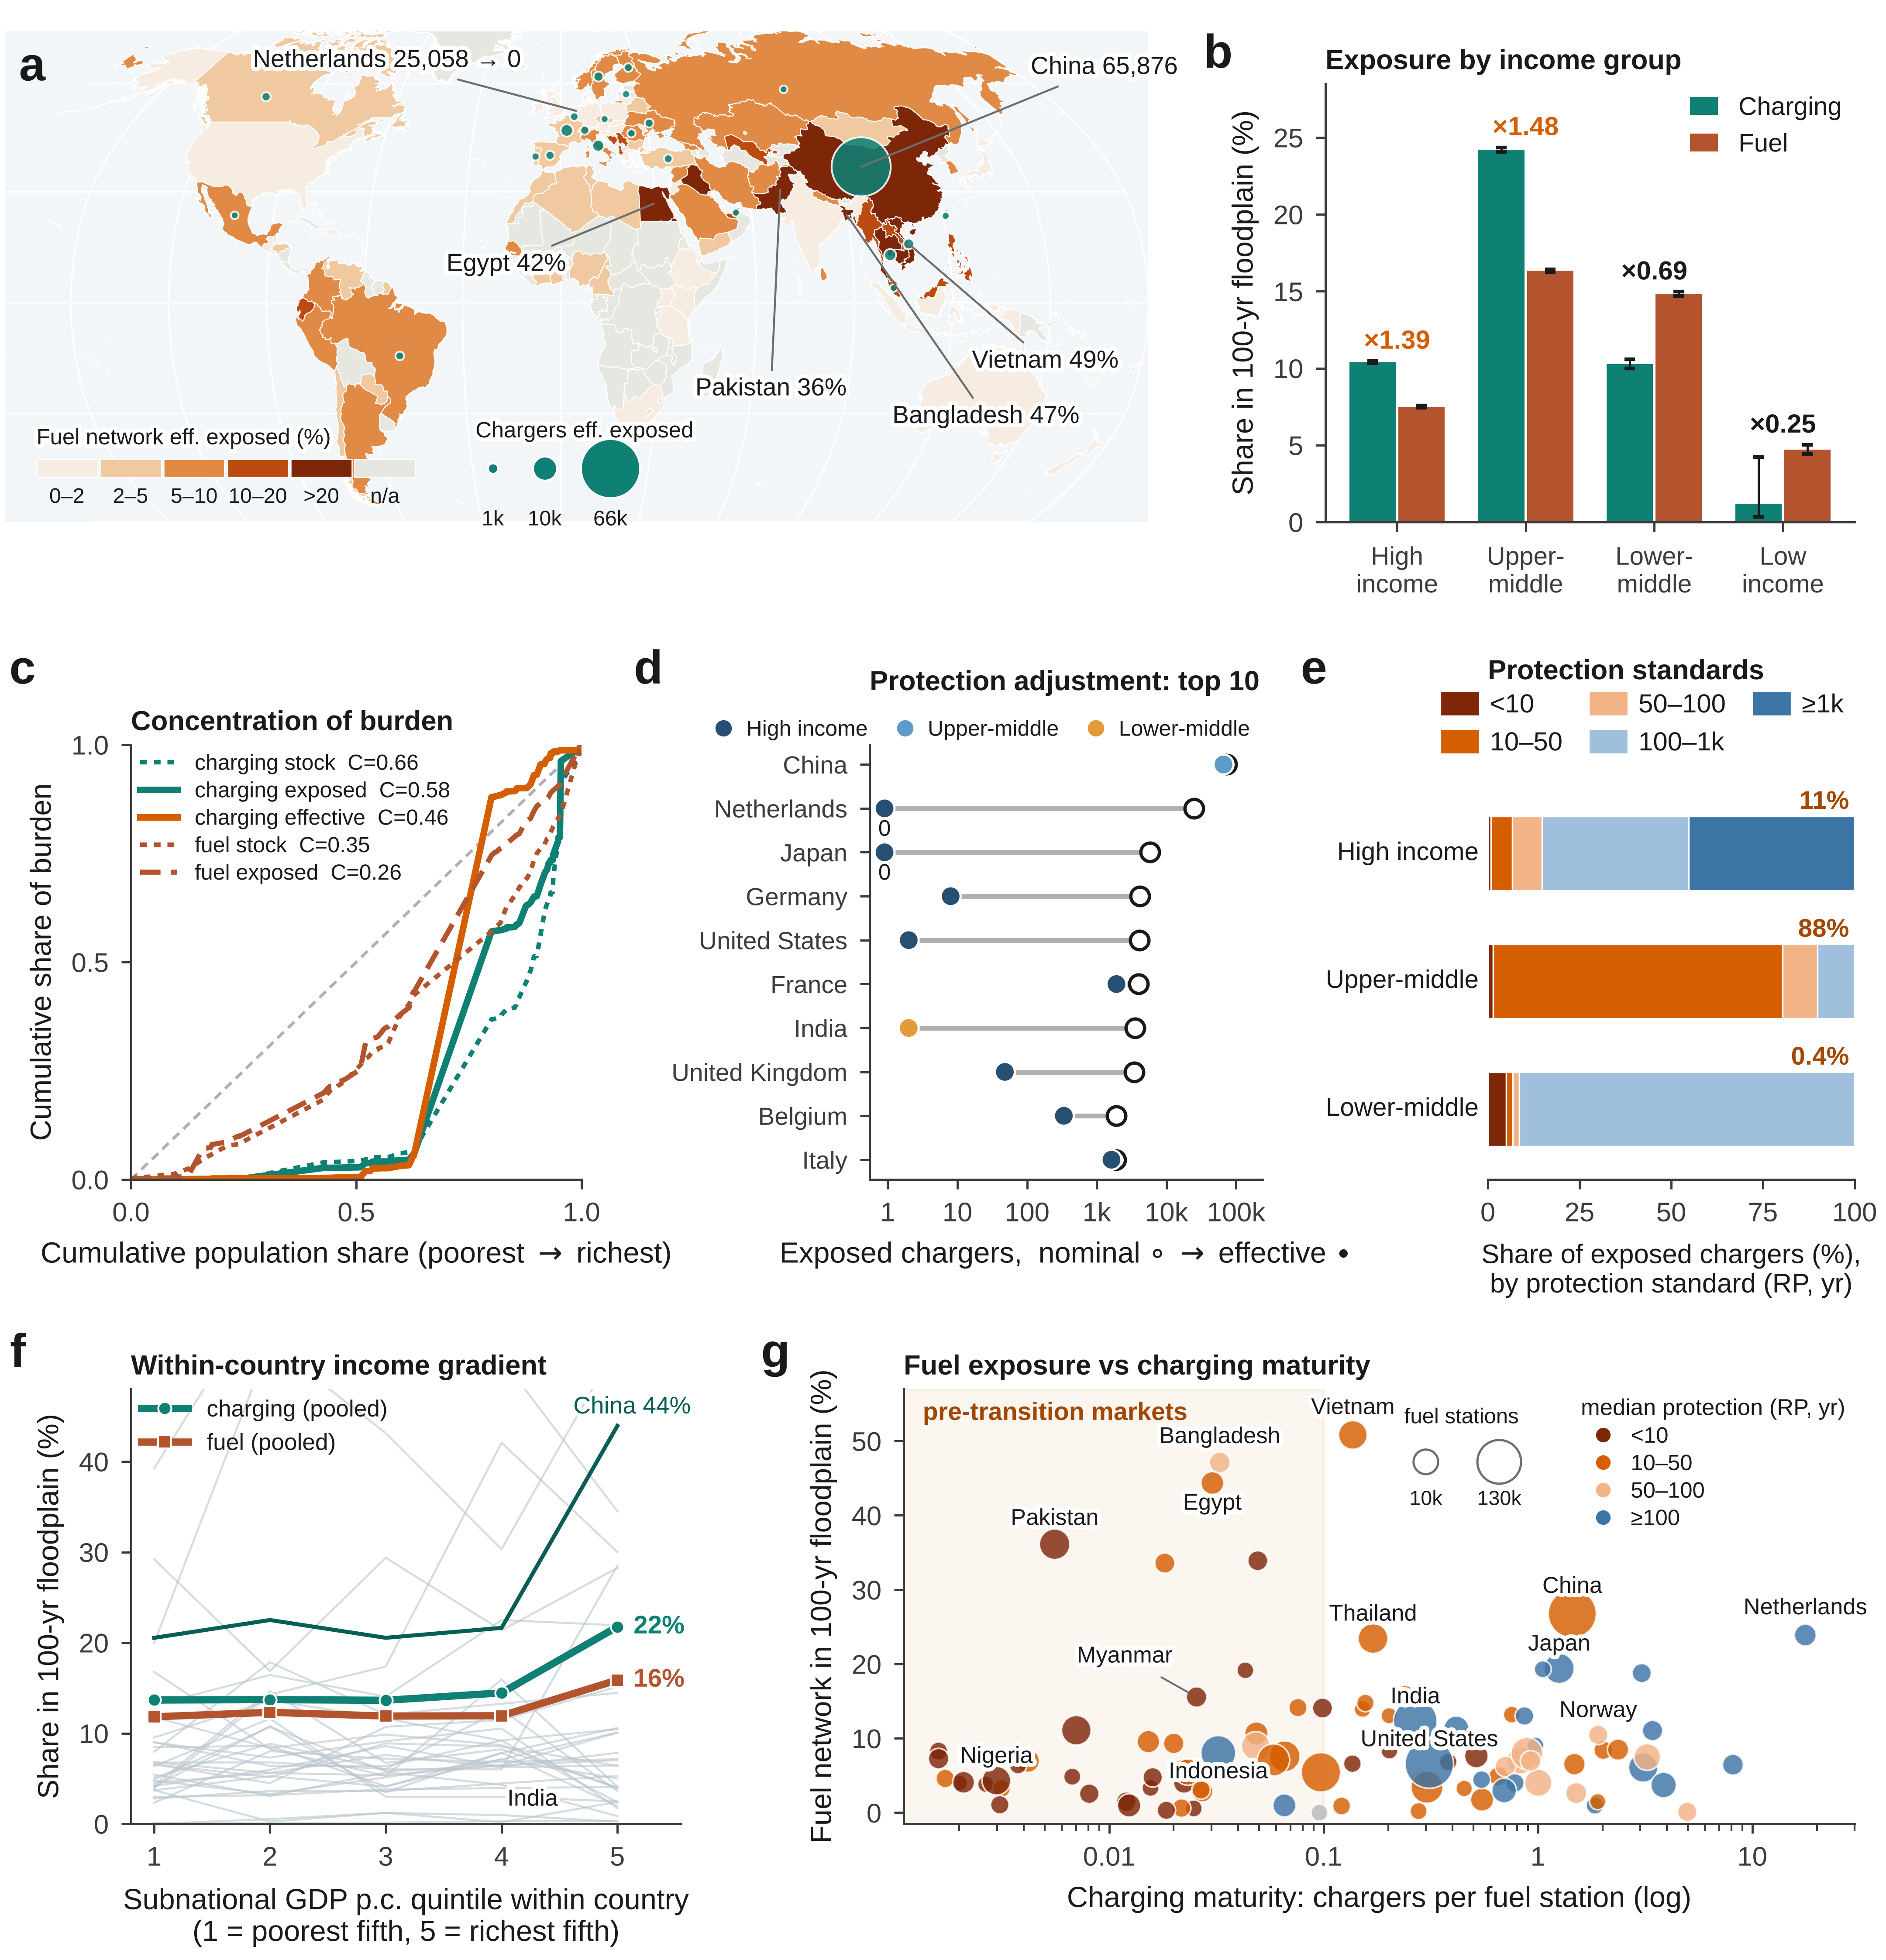 a
Netherlands 25,058 → 0
China 65,876
Egypt 42%
Pakistan 36%
Vietnam 49%
Bangladesh 47%
Fuel network eff. exposed (%)
0–2 2–5 5–10 10–20 >20 n/a
Chargers eff. exposed
1k 10k 66k
b
Exposure by income group
Charging
Fuel
Share in 100-yr floodplain (%)
25
20
15
10
5
0
×1.39
×1.48
×0.69
×0.25
High income
Upper-middle
Lower-middle
Low income
c
Concentration of burden
charging stock C=0.66
charging exposed C=0.58
charging effective C=0.46
fuel stock C=0.35
fuel exposed C=0.26
Cumulative share of burden
1.0
0.5
0.0
0.0 0.5 1.0
Cumulative population share (poorest → richest)
d
Protection adjustment: top 10
High income Upper-middle Lower-middle
China
Netherlands
0
Japan
0
Germany
United States
France
India
United Kingdom
Belgium
Italy
1 10 100 1k 10k 100k
Exposed chargers, nominal ∘ → effective •
e
Protection standards
<10 50–100 ≥1k
10–50 100–1k
11%
High income
88%
Upper-middle
0.4%
Lower-middle
0 25 50 75 100
Share of exposed chargers (%),
by protection standard (RP, yr)
f
Within-country income gradient
charging (pooled)
fuel (pooled)
China 44%
22%
16%
India
Share in 100-yr floodplain (%)
40
30
20
10
0
1 2 3 4 5
Subnational GDP p.c. quintile within country
(1 = poorest fifth, 5 = richest fifth)
g
Fuel exposure vs charging maturity
pre-transition markets
Vietnam
fuel stations
10k 130k
median protection (RP, yr)
<10
10–50
50–100
≥100
Bangladesh
Egypt
Pakistan
China
Thailand
Netherlands
Japan
Myanmar
India
Norway
United States
Nigeria
Indonesia
Fuel network in 100-yr floodplain (%)
50
40
30
20
10
0
0.01 0.1 1 10
Charging maturity: chargers per fuel station (log)